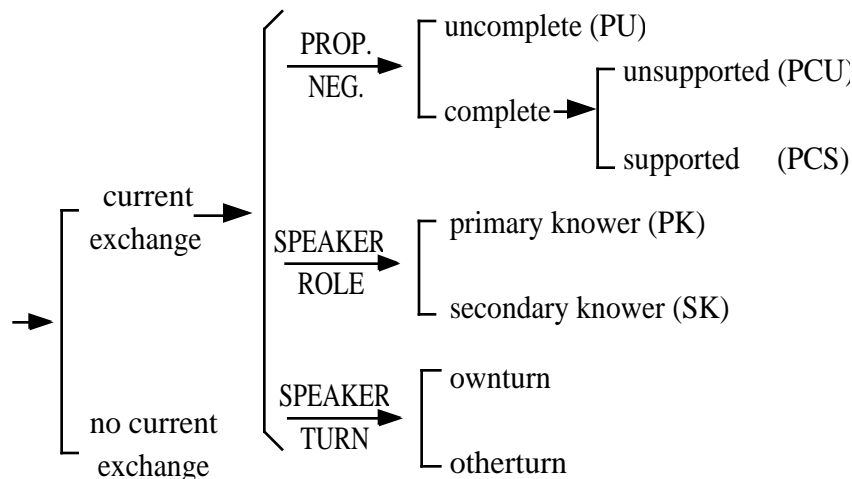 PROP.
NEG.
uncomplete (PU)
complete
unsupported (PCU)
supported (PCS)
current
exchange
SPEAKER
ROLE
primary knower (PK)
secondary knower (SK)
no current
exchange
SPEAKER
TURN
ownturn
otherturn